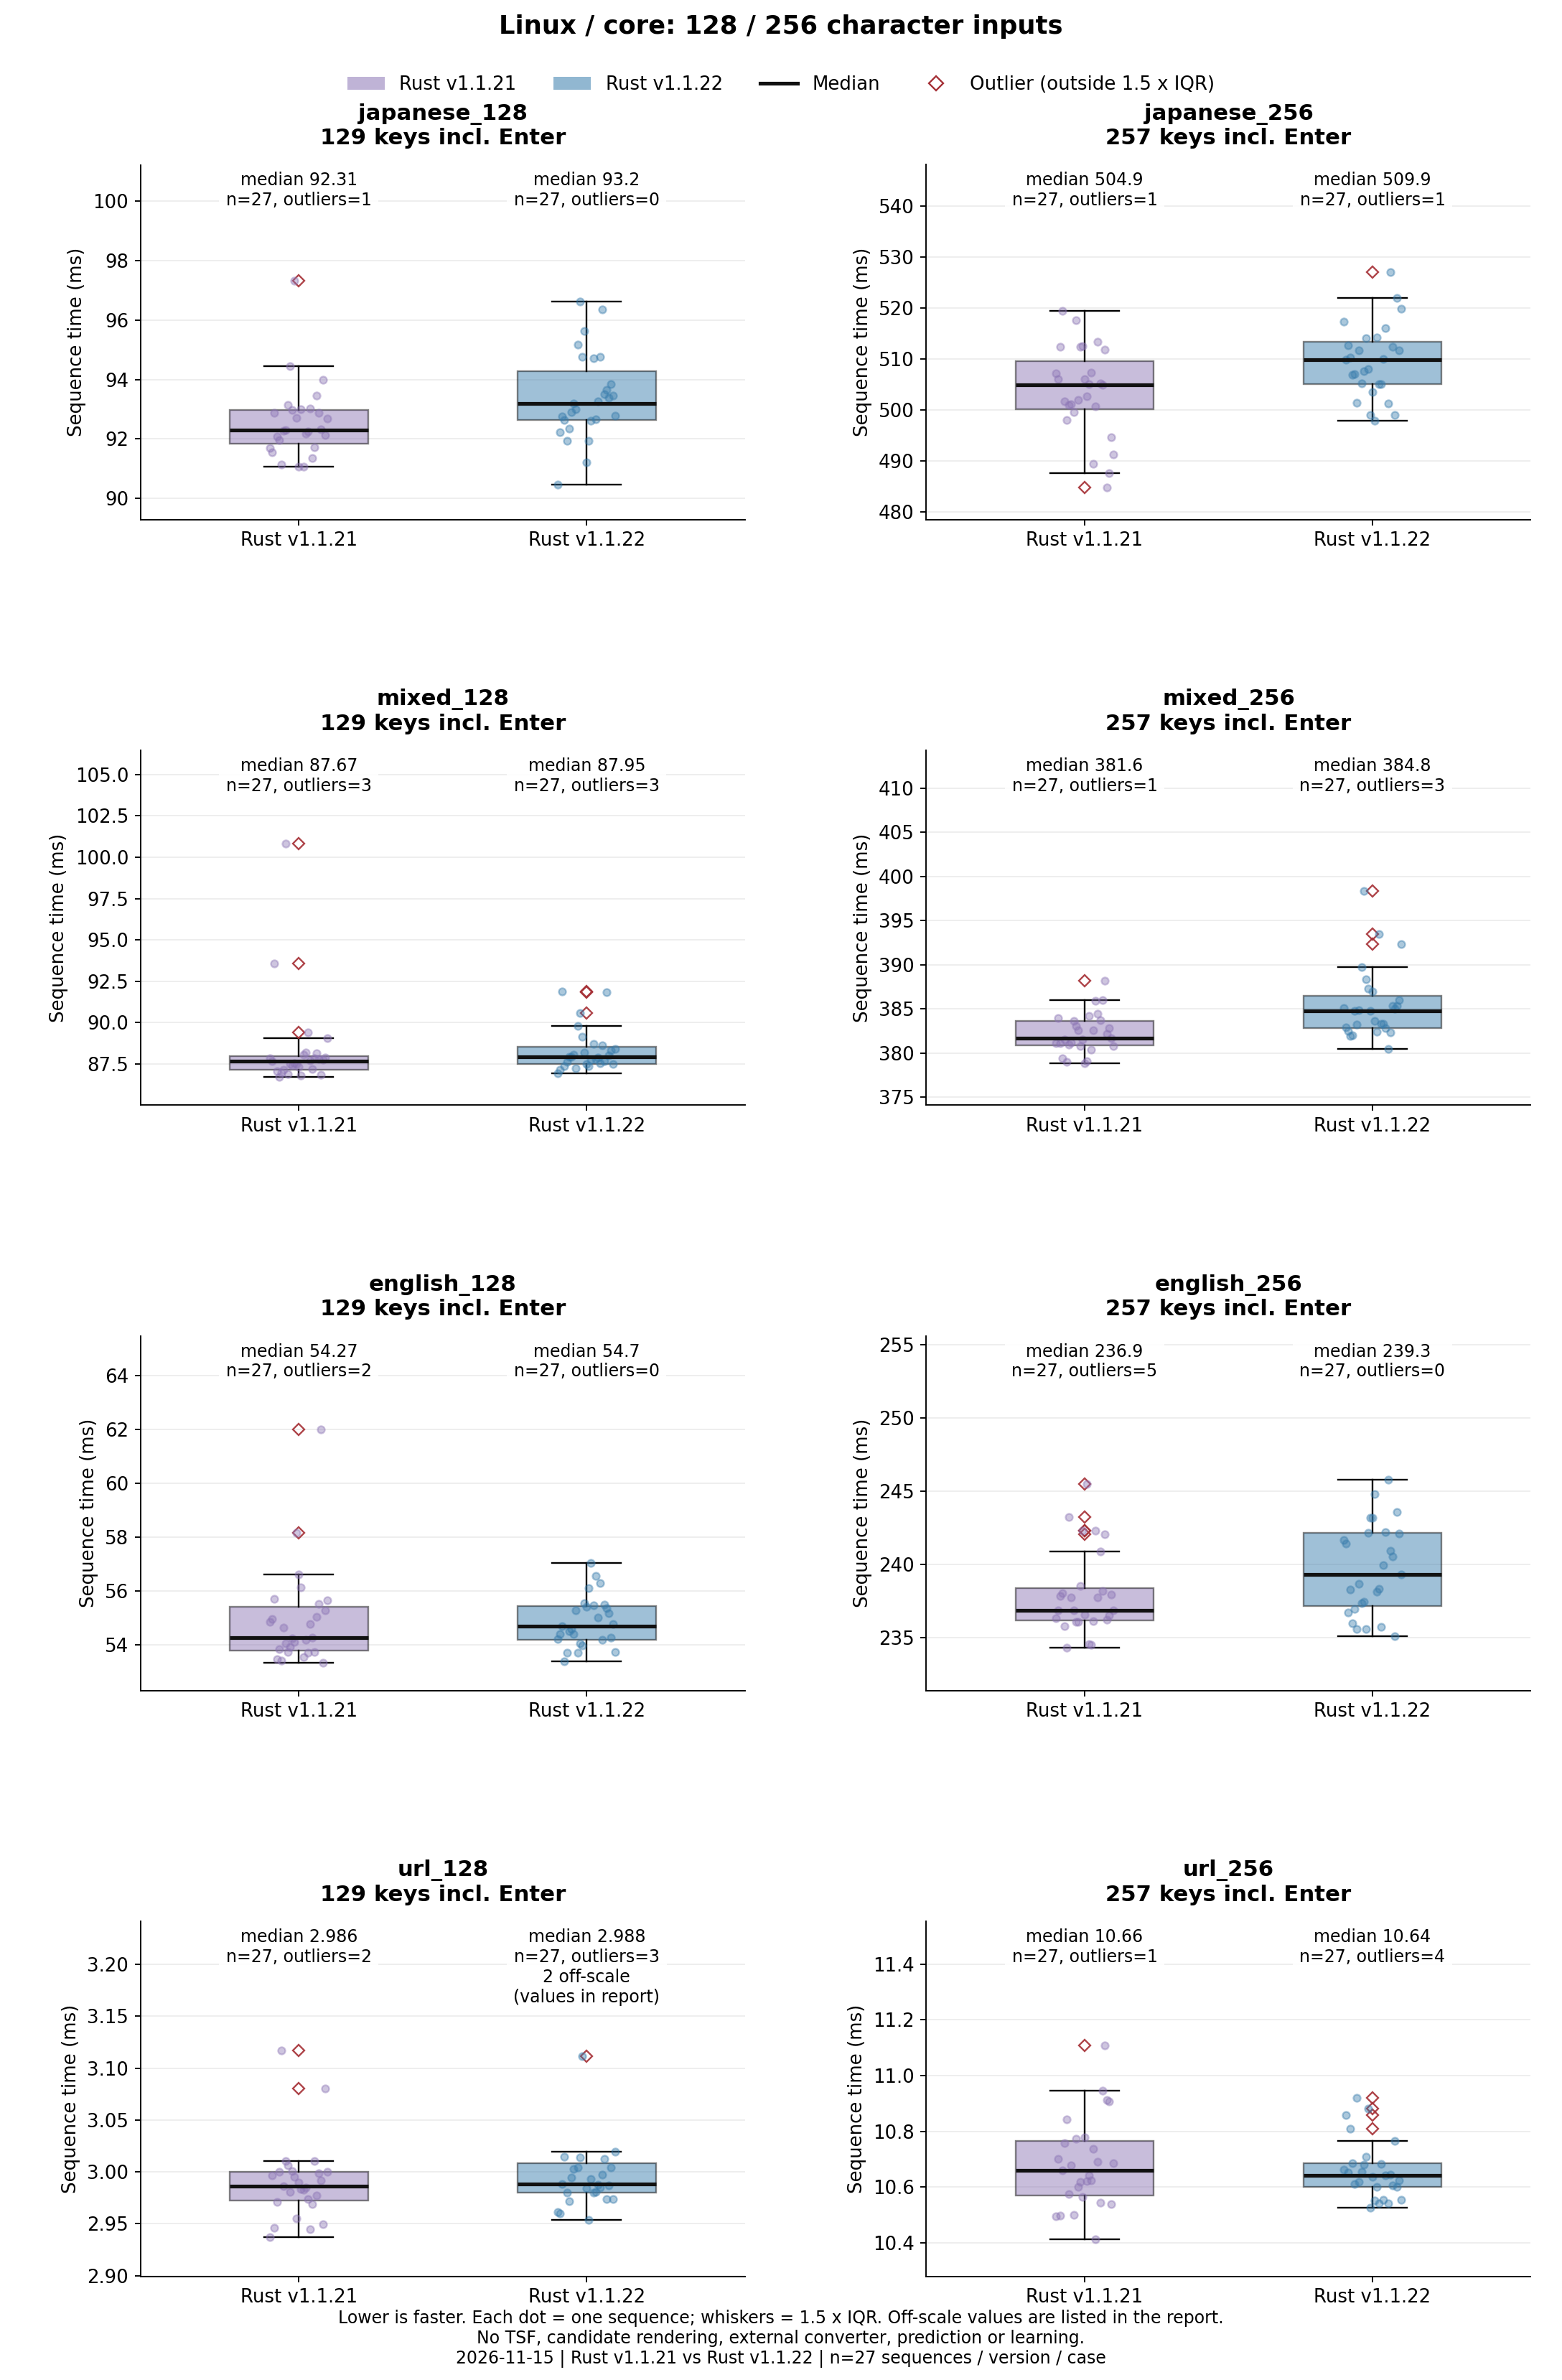 Linux / core: 128 / 256 character inputs
Rust v1.1.21
Rust v1.1.22
Median
Outlier (outside 1.5 x IQR)
japanese_128
129 keys incl. Enter
median 92.31
n=27, outliers=1
median 93.2
n=27, outliers=0
Sequence time (ms)
100
98
96
94
92
90
Rust v1.1.21
Rust v1.1.22
japanese_256
257 keys incl. Enter
median 504.9
n=27, outliers=1
median 509.9
n=27, outliers=1
Sequence time (ms)
540
530
520
510
500
490
480
Rust v1.1.21
Rust v1.1.22
mixed_128
129 keys incl. Enter
median 87.67
n=27, outliers=3
median 87.95
n=27, outliers=3
Sequence time (ms)
105.0
102.5
100.0
97.5
95.0
92.5
90.0
87.5
Rust v1.1.21
Rust v1.1.22
mixed_256
257 keys incl. Enter
median 381.6
n=27, outliers=1
median 384.8
n=27, outliers=3
Sequence time (ms)
410
405
400
395
390
385
380
375
Rust v1.1.21
Rust v1.1.22
english_128
129 keys incl. Enter
median 54.27
n=27, outliers=2
median 54.7
n=27, outliers=0
Sequence time (ms)
64
62
60
58
56
54
Rust v1.1.21
Rust v1.1.22
english_256
257 keys incl. Enter
median 236.9
n=27, outliers=5
median 239.3
n=27, outliers=0
Sequence time (ms)
255
250
245
240
235
Rust v1.1.21
Rust v1.1.22
url_128
129 keys incl. Enter
median 2.986
n=27, outliers=2
median 2.988
n=27, outliers=3
2 off-scale
(values in report)
Sequence time (ms)
3.20
3.15
3.10
3.05
3.00
2.95
2.90
Rust v1.1.21
Rust v1.1.22
url_256
257 keys incl. Enter
median 10.66
n=27, outliers=1
median 10.64
n=27, outliers=4
Sequence time (ms)
11.4
11.2
11.0
10.8
10.6
10.4
Rust v1.1.21
Rust v1.1.22
Lower is faster. Each dot = one sequence; whiskers = 1.5 x IQR. Off-scale values are listed in the report.
No TSF, candidate rendering, external converter, prediction or learning.
2026-11-15 | Rust v1.1.21 vs Rust v1.1.22 | n=27 sequences / version / case